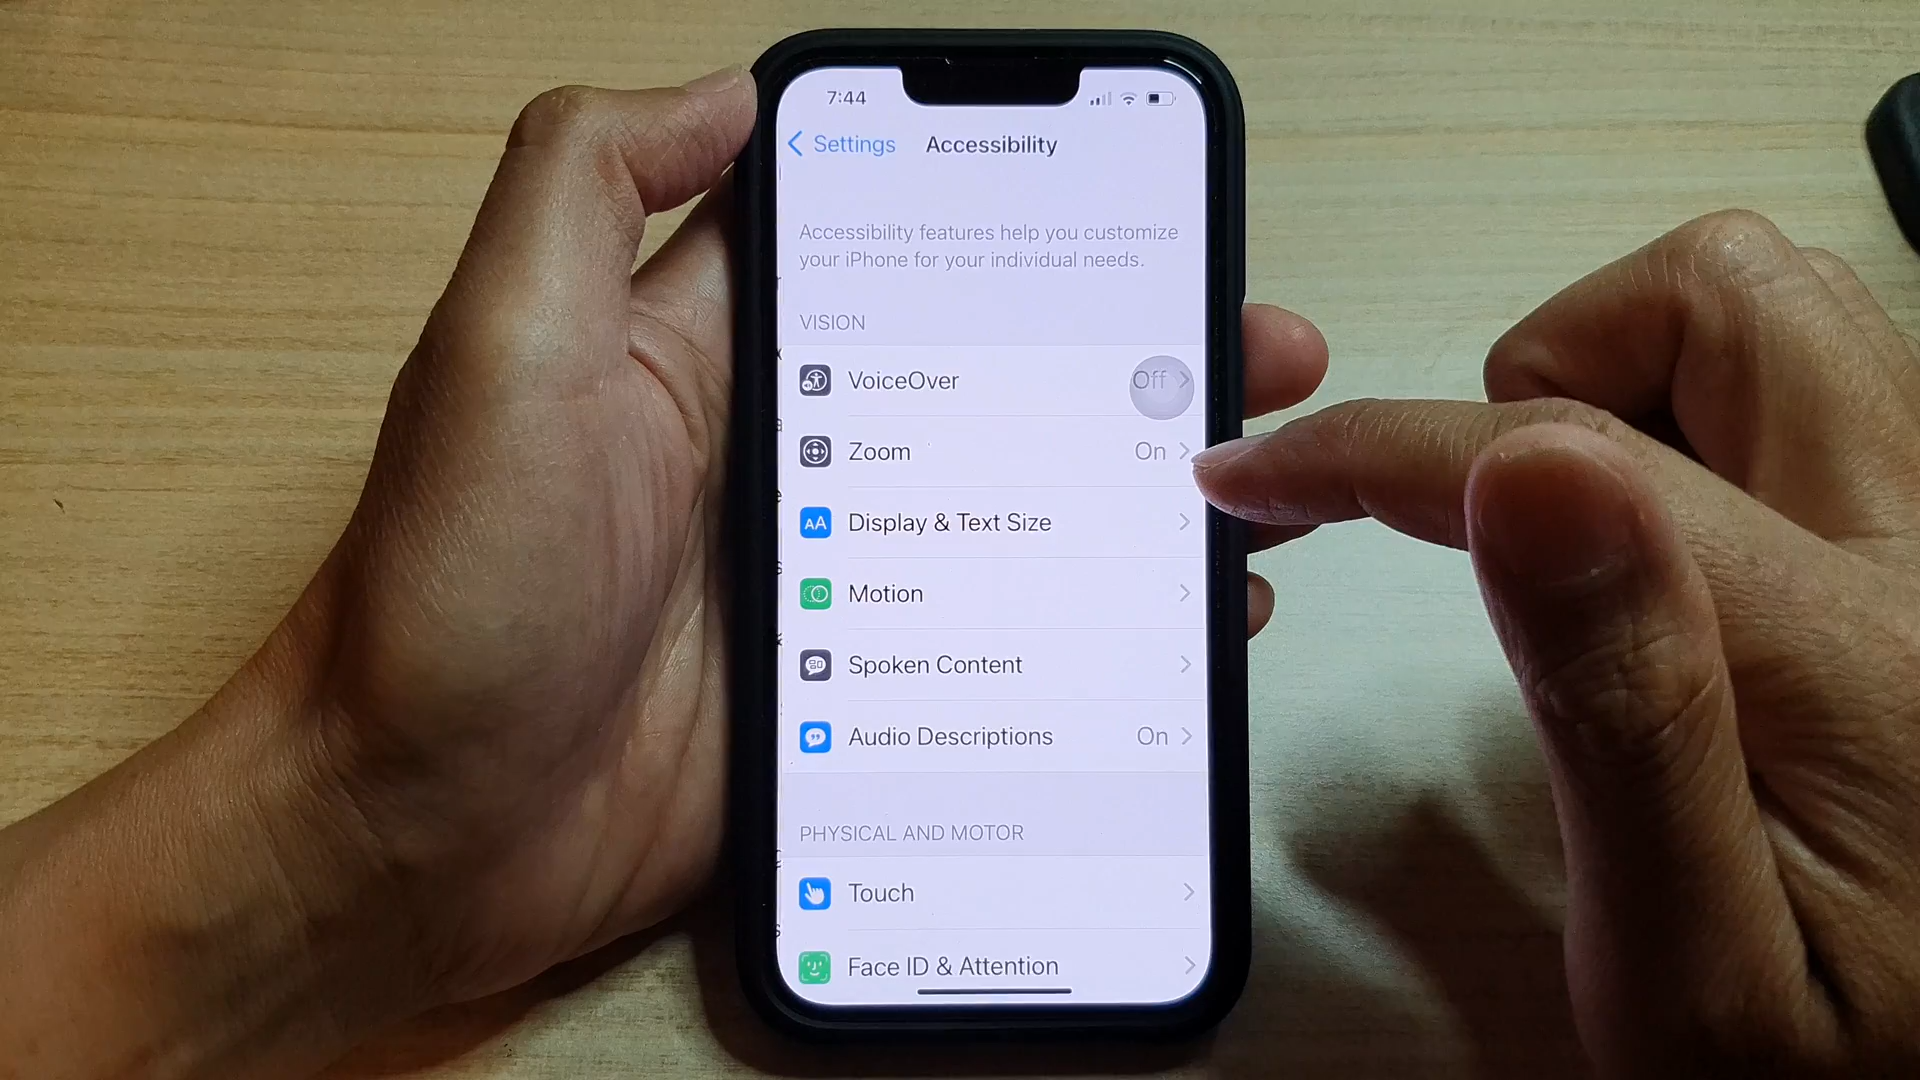 7:44
Settings Accessibility
Accessibility features help you customize
your iPhone for your individual needs.
VISION
VoiceOver Off
Zoom On
AA Display & Text Size
Motion
Spoken Content
Audio Descriptions On
PHYSICAL AND MOTOR
Touch
Face ID & Attention